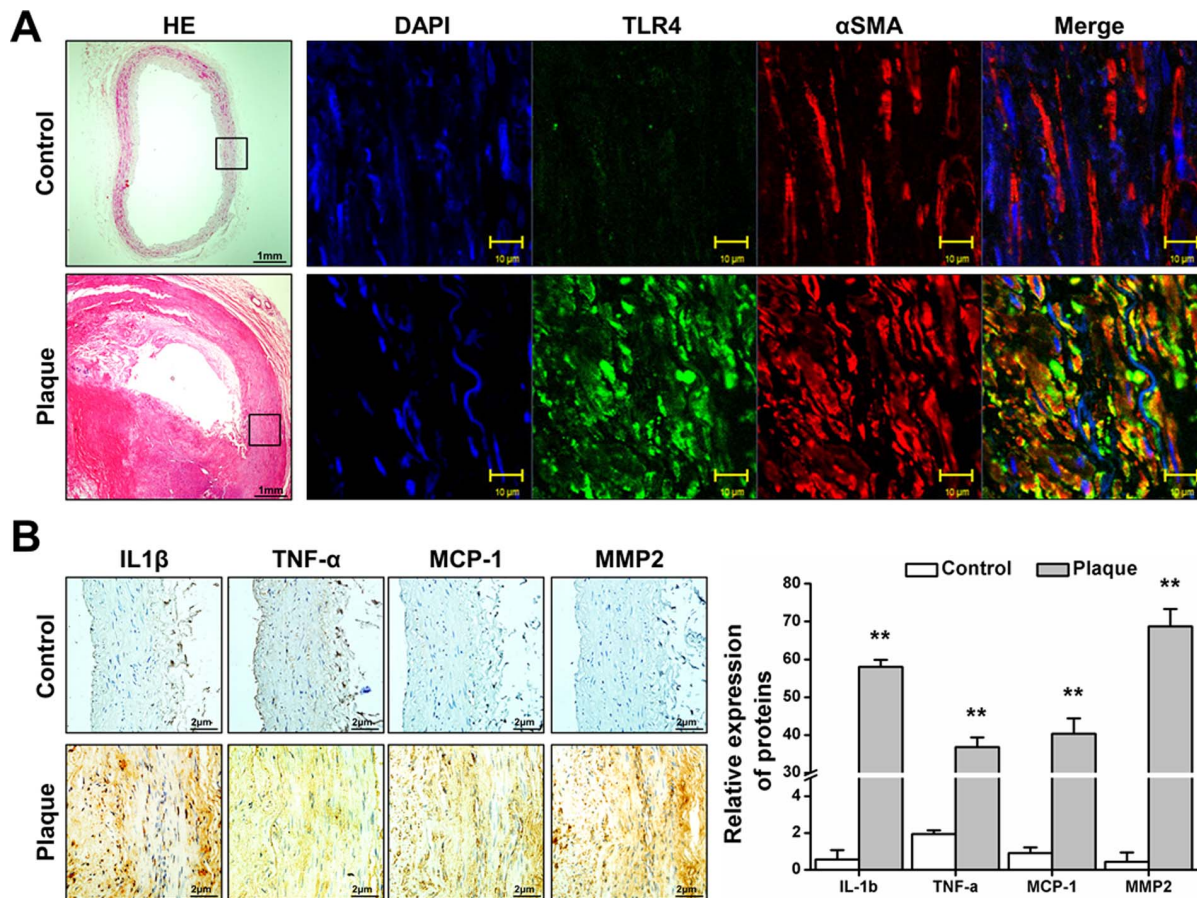 A
HE
DAPI
TLR4
αSMA
Merge
Control
1mm
10 µm
10 µm
10 µm
10 µm
Plaque
1mm
10 µm
10 µm
10 µm
10 µm
B
IL1β
TNF-α
MCP-1
MMP2
Control
2µm
2µm
2µm
2µm
Plaque
2µm
2µm
2µm
2µm
Control
Plaque
Relative expression
of proteins
80
70
60
50
40
30
4
2
0
**
**
**
**
IL-1b
TNF-a
MCP-1
MMP2